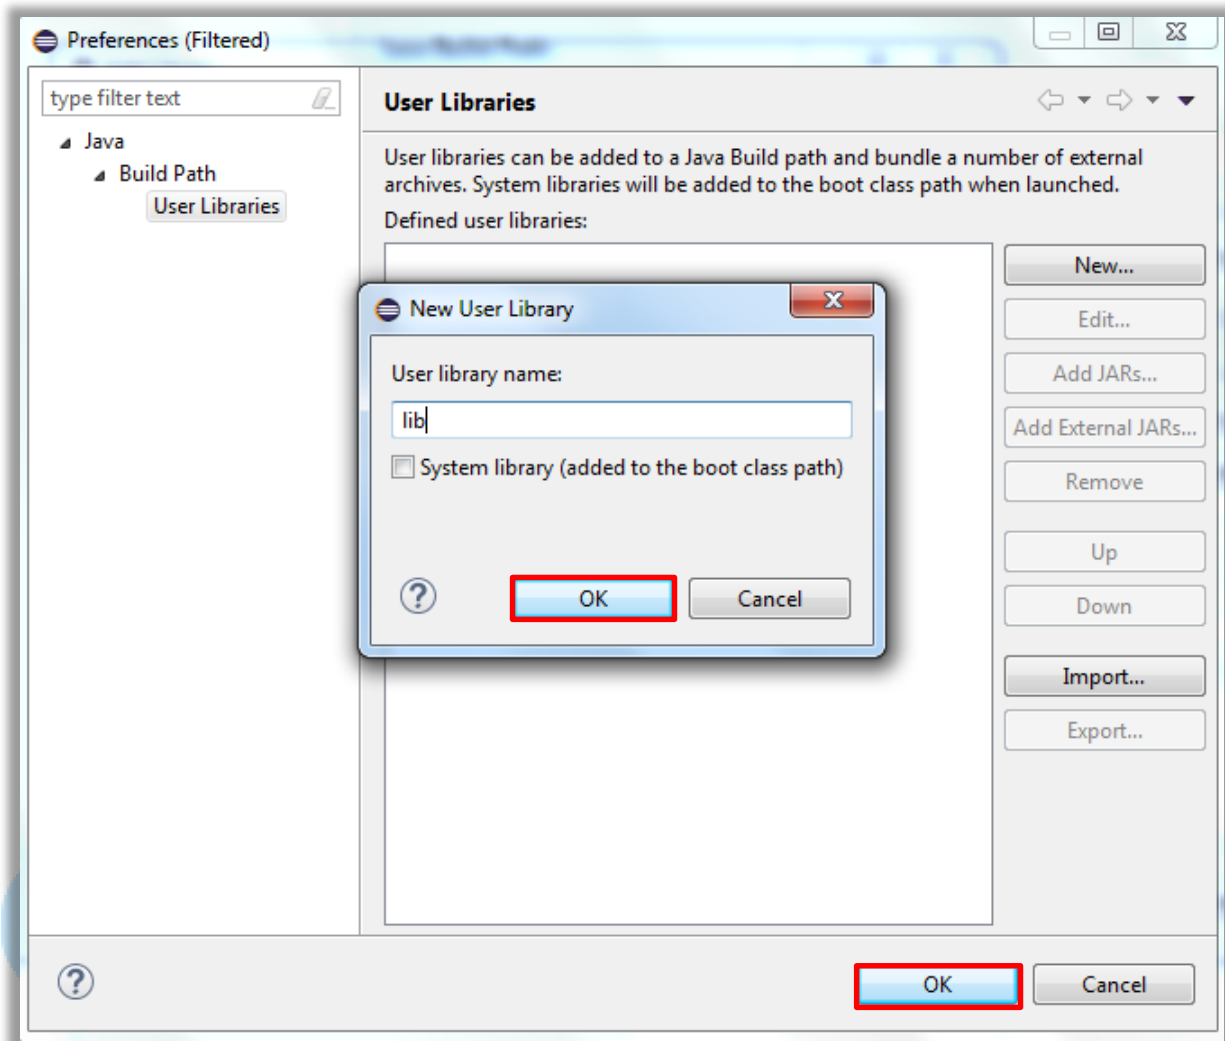 Preferences (Filtered)
type filter text
Java
Build Path
User Libraries
User Libraries
User libraries can be added to a Java Build path and bundle a number of external
archives. System libraries will be added to the boot class path when launched.
Defined user libraries:
New...
Edit...
Add JARs...
Add External JARs...
Remove
Up
Down
Import...
Export...
New User Library
User library name:
lib
System library (added to the boot class path)
OK
Cancel
OK
Cancel